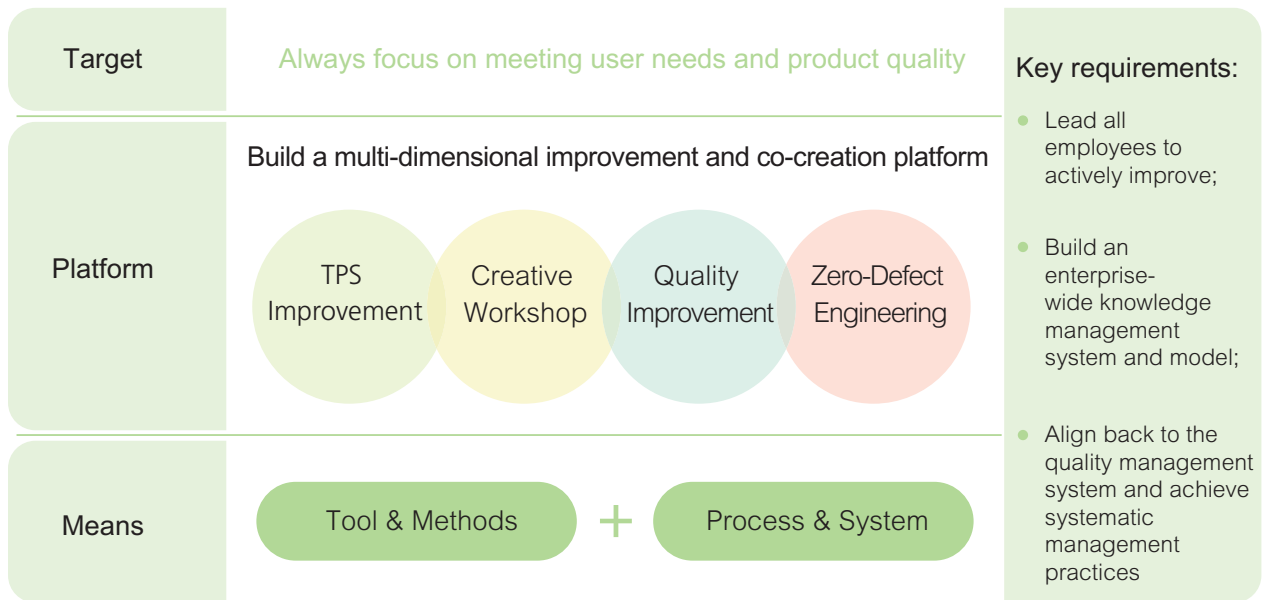 Target
Always focus on meeting user needs and product quality
Platform
Build a multi-dimensional improvement and co-creation platform
TPS
Improvement
Creative
Workshop
Quality
Improvement
Zero-Defect
Engineering
Means
Tool & Methods
+
Process & System
Key requirements:
Lead all
employees to
actively improve;
Build an
enterprise-
wide knowledge
management
system and model;
Align back to the
quality management
system and achieve
systematic
management
practices